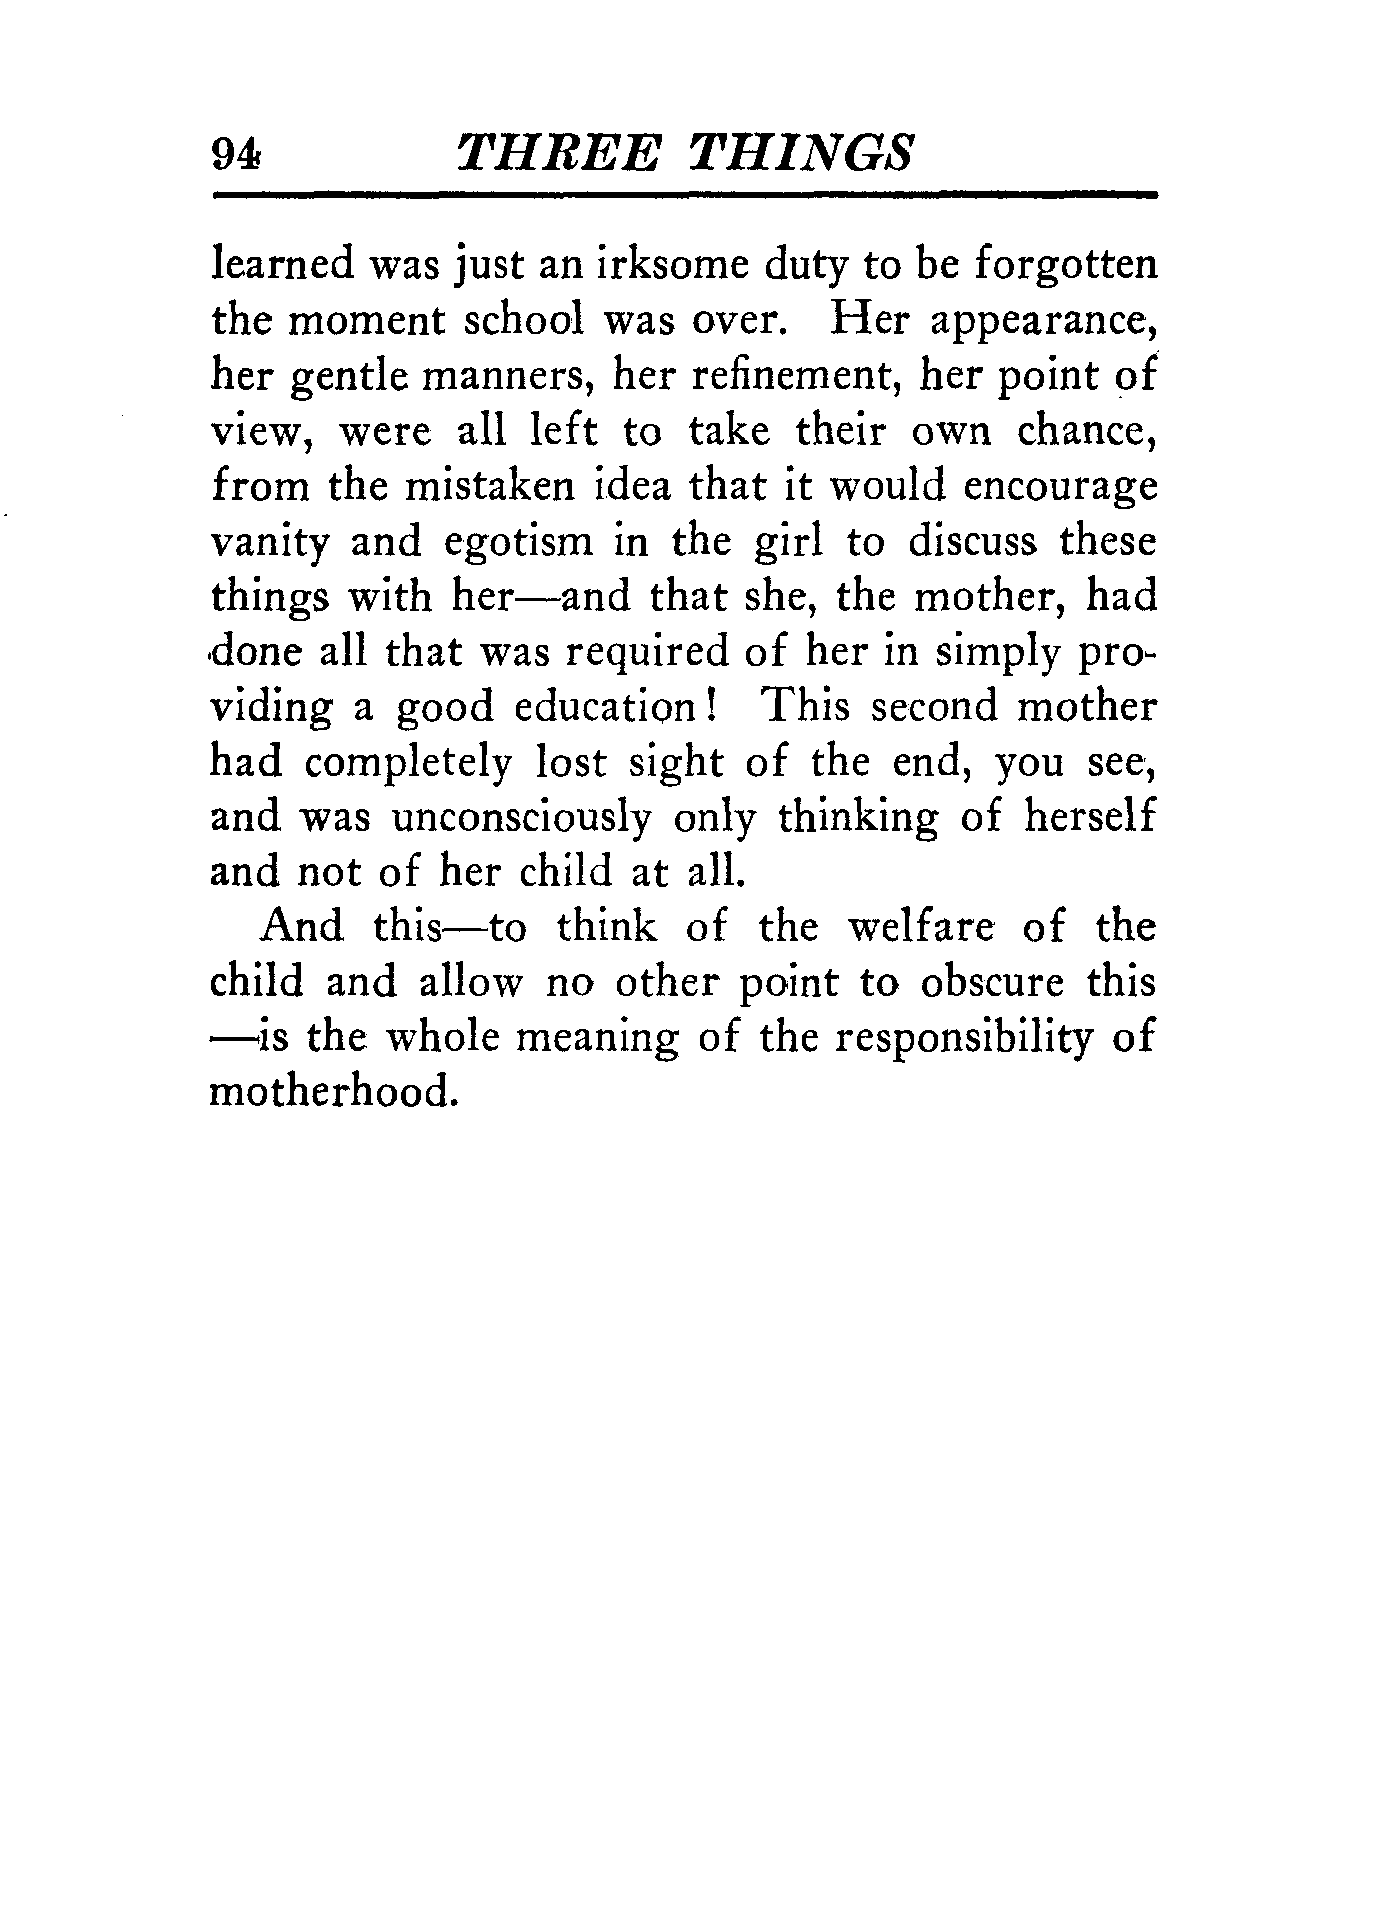 94 THREE THINGS
learned was just an irksome duty to be forgotten
the moment school was over. Her appearance,
her gentle manners, her refinement, her point of
view, were all left to take their own chance,
from the mistaken idea that it would encourage
vanity and egotism in the girl to discuss these
things with her—and that she, the mother, had
done all that was required of her in simply pro-
viding a good education! This second mother
had completely lost sight of the end, you see,
and was unconsciously only thinking of herself
and not of her child at all.
And this—to think of the welfare of the
child and allow no other point to obscure this
—is the whole meaning of the responsibility of
motherhood.